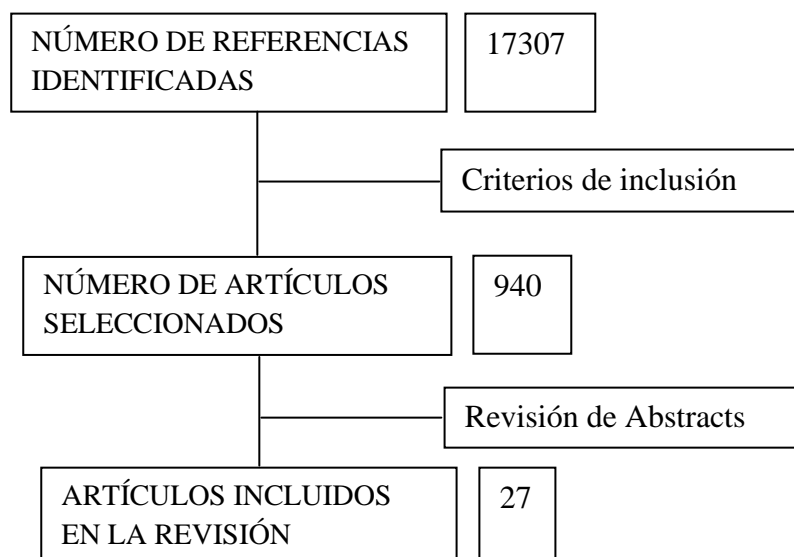 NÚMERO DE REFERENCIAS
IDENTIFICADAS
17307
Criterios de inclusión
NÚMERO DE ARTÍCULOS
SELECCIONADOS
940
Revisión de Abstracts
ARTÍCULOS INCLUIDOS
EN LA REVISIÓN
27